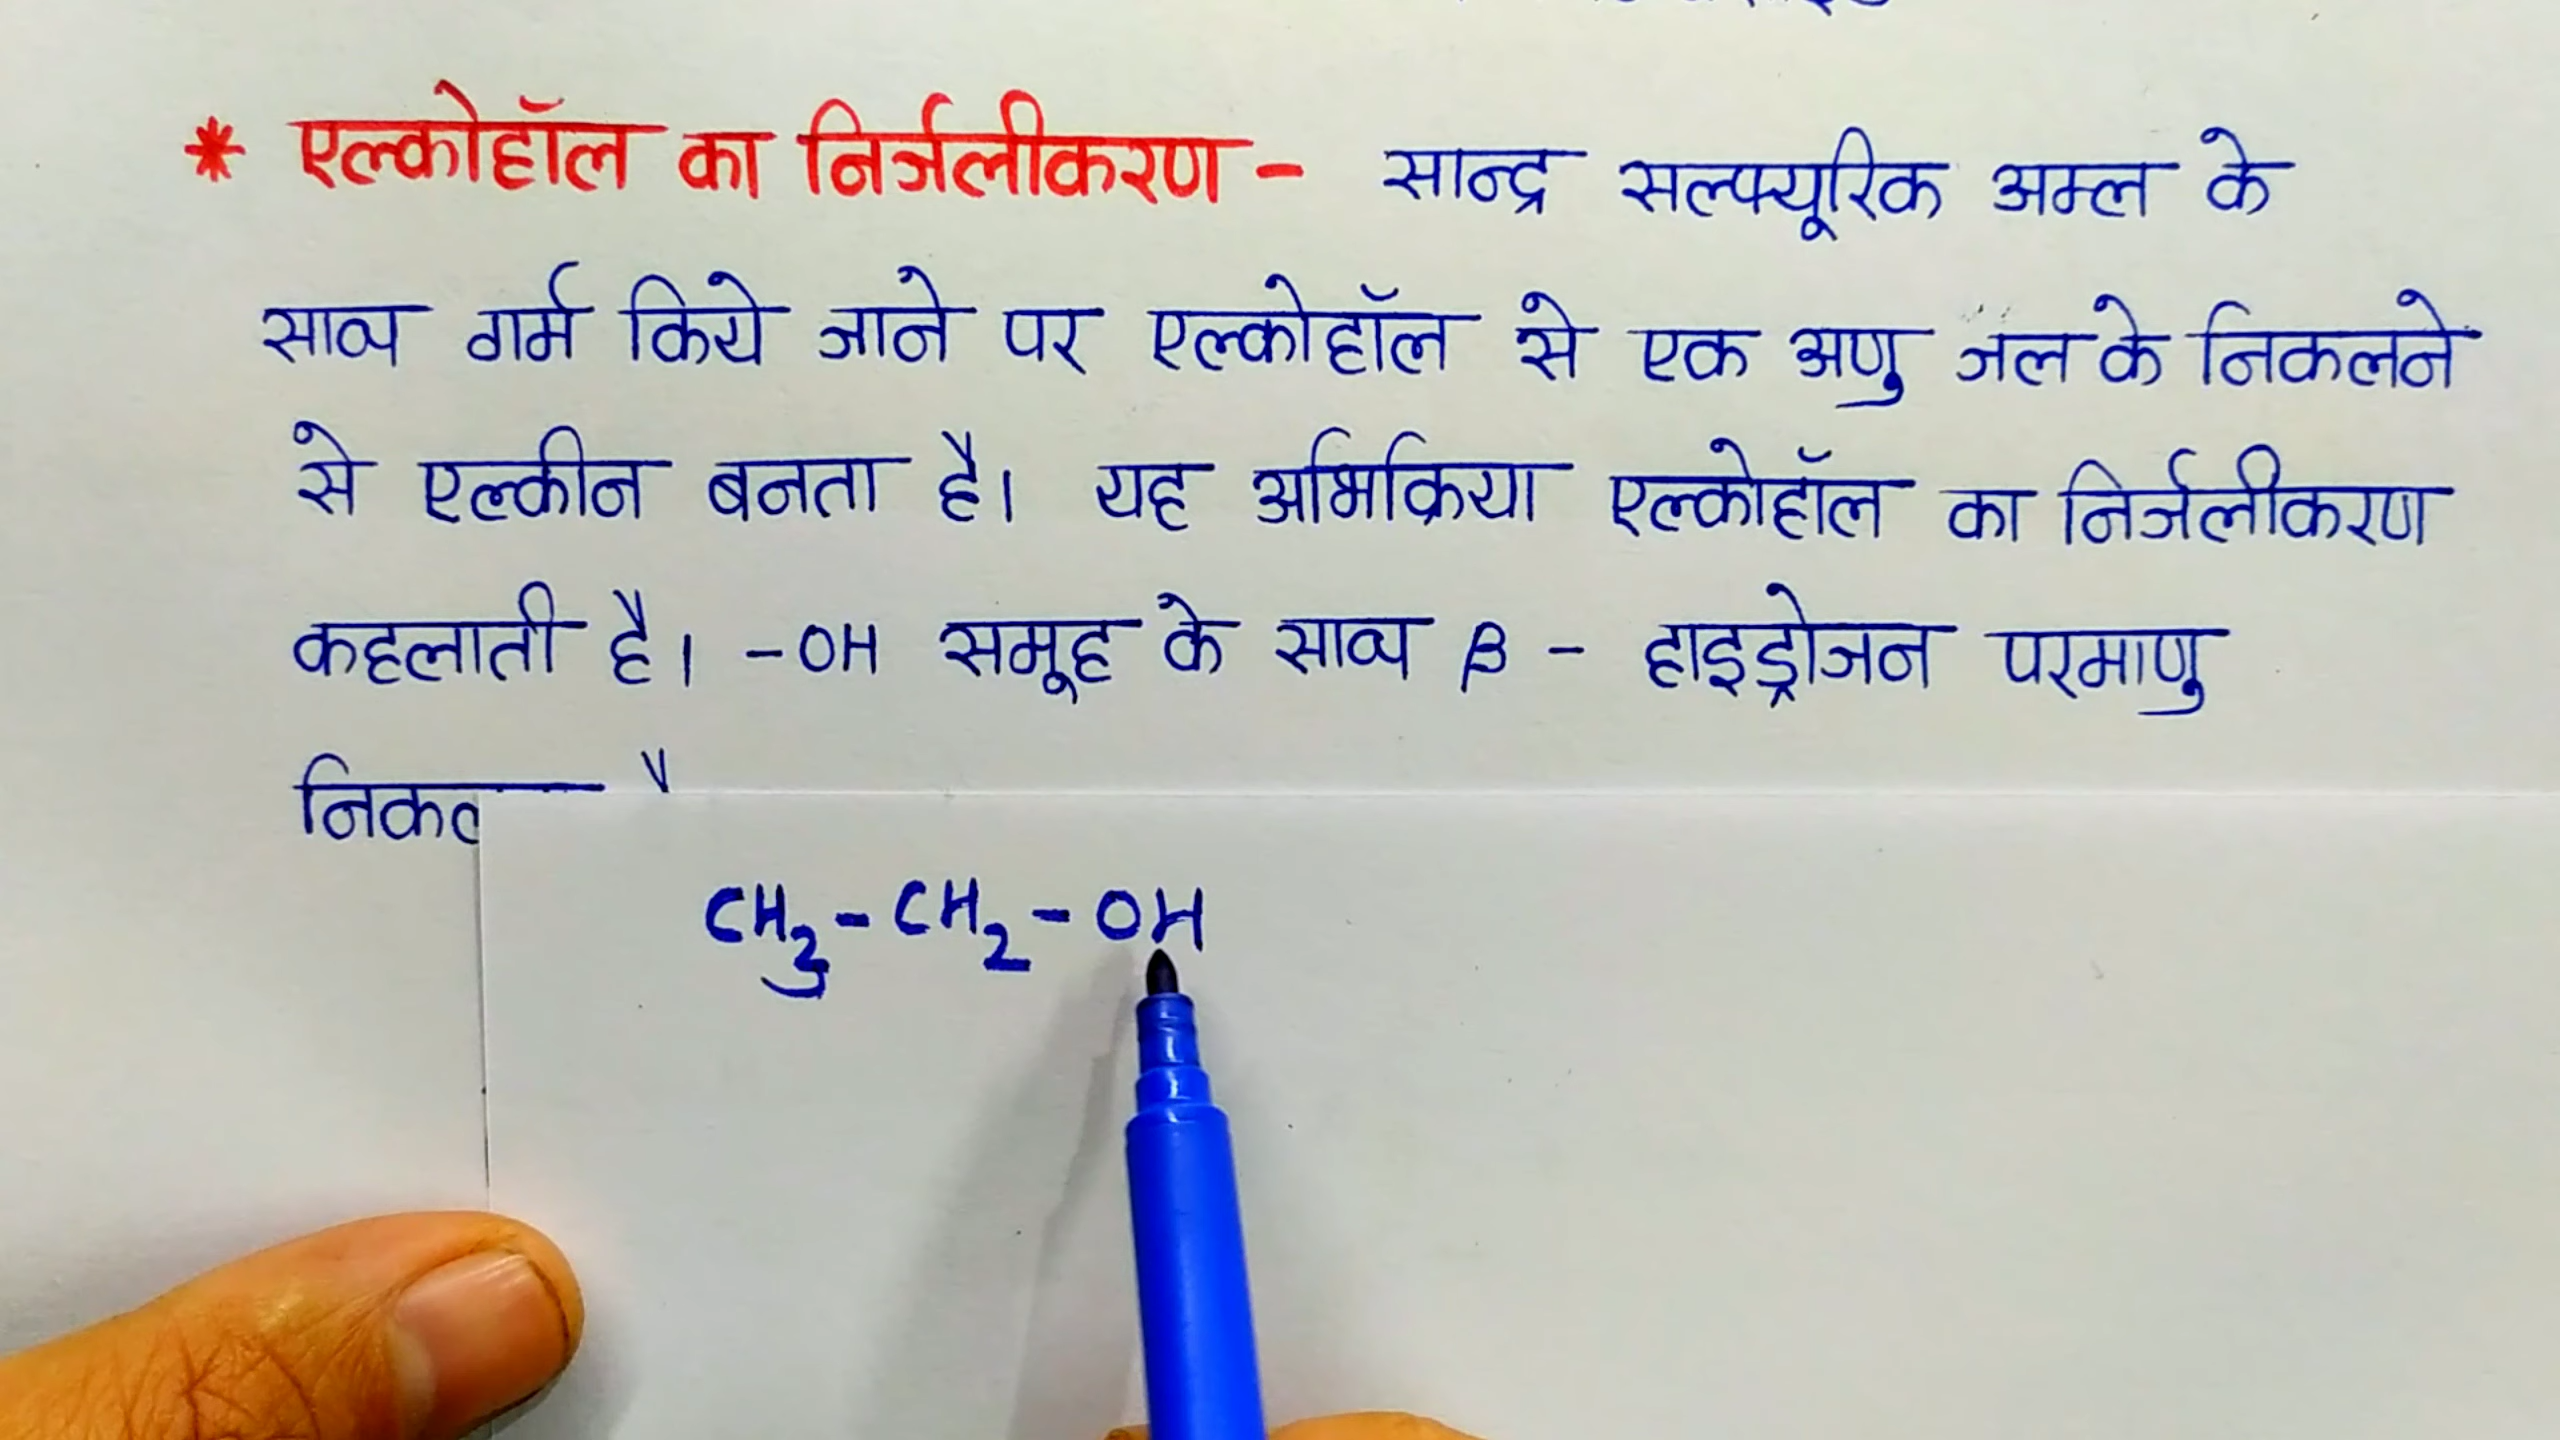 * एल्कोहॉल का निर्जलीकरण - सान्द्र सल्फ्यूरिक अम्ल के
साथ गर्म किये जाने पर एल्कोहॉल से एक अणु जल के निकलने
से एल्कीन बनता है। यह अभिक्रिया एल्कोहॉल का निर्जलीकरण
कहलाती है। -OH समूह के साथ β - हाइड्रोजन परमाणु
CH₃-CH₂-OH